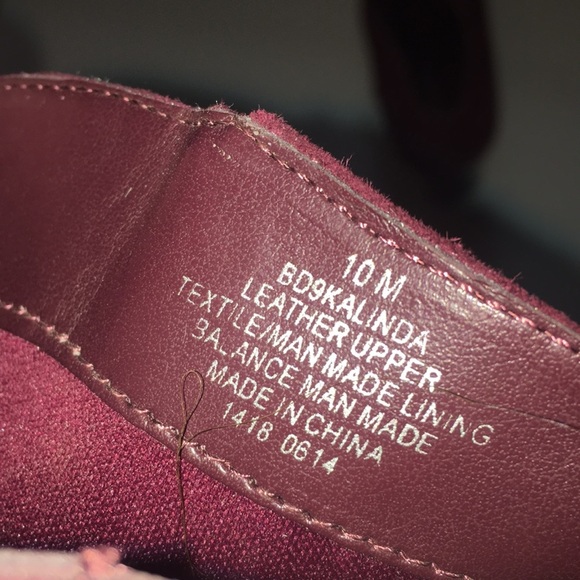 10 M
BD9KALINDA
LEATHER UPPER
TEXTILE/MAN MADE LINING
BALANCE MAN MADE
MADE IN CHINA
1418 0614